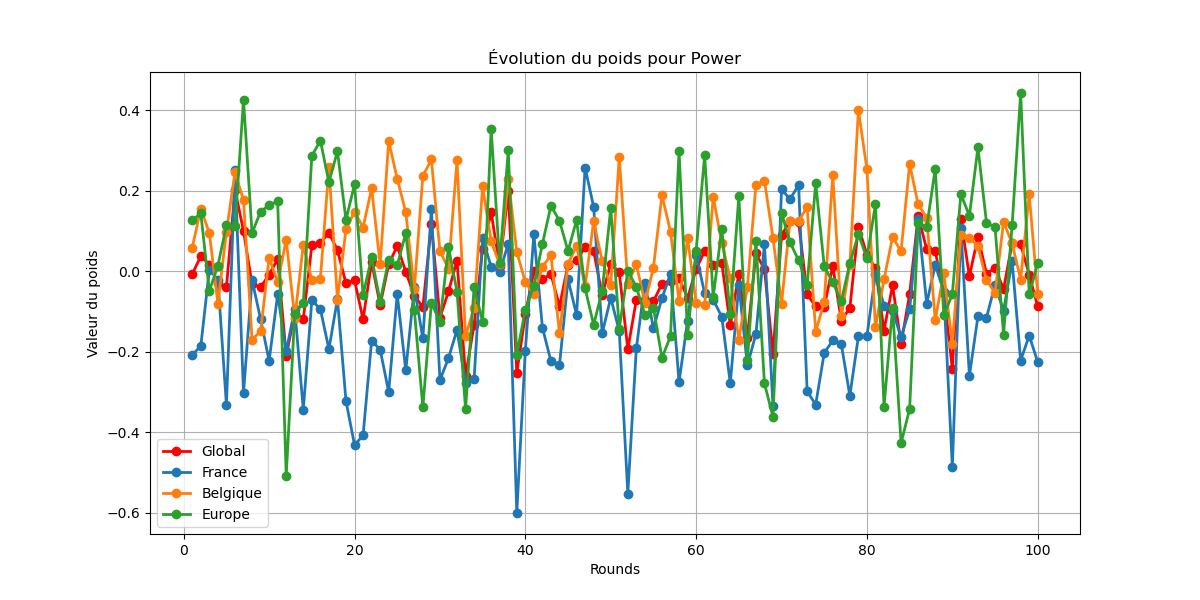 Évolution du poids pour Power
Valeur du poids
0.4
0.2
0.0
−0.2
−0.4
−0.6
Global
France
Belgique
Europe
0 20 40 60 80 100
Rounds